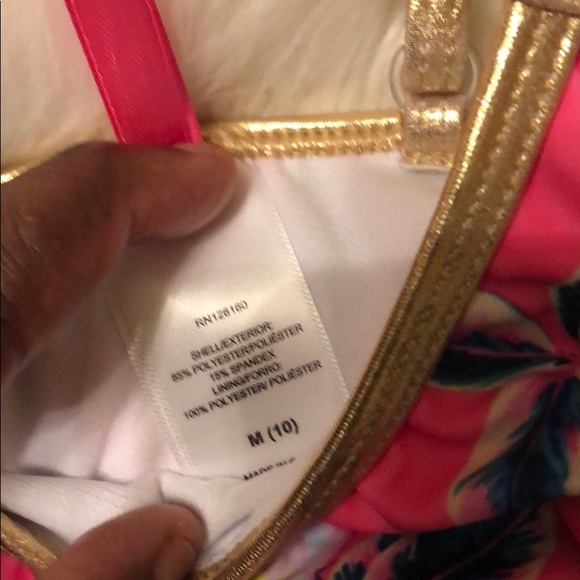 RN126160
SHELL/EXTERIOR:
85% POLYESTER/POLIÉSTER
15% SPANDEX
LINING/FORRO:
100% POLYESTER/ POLIÉSTER
M (10)